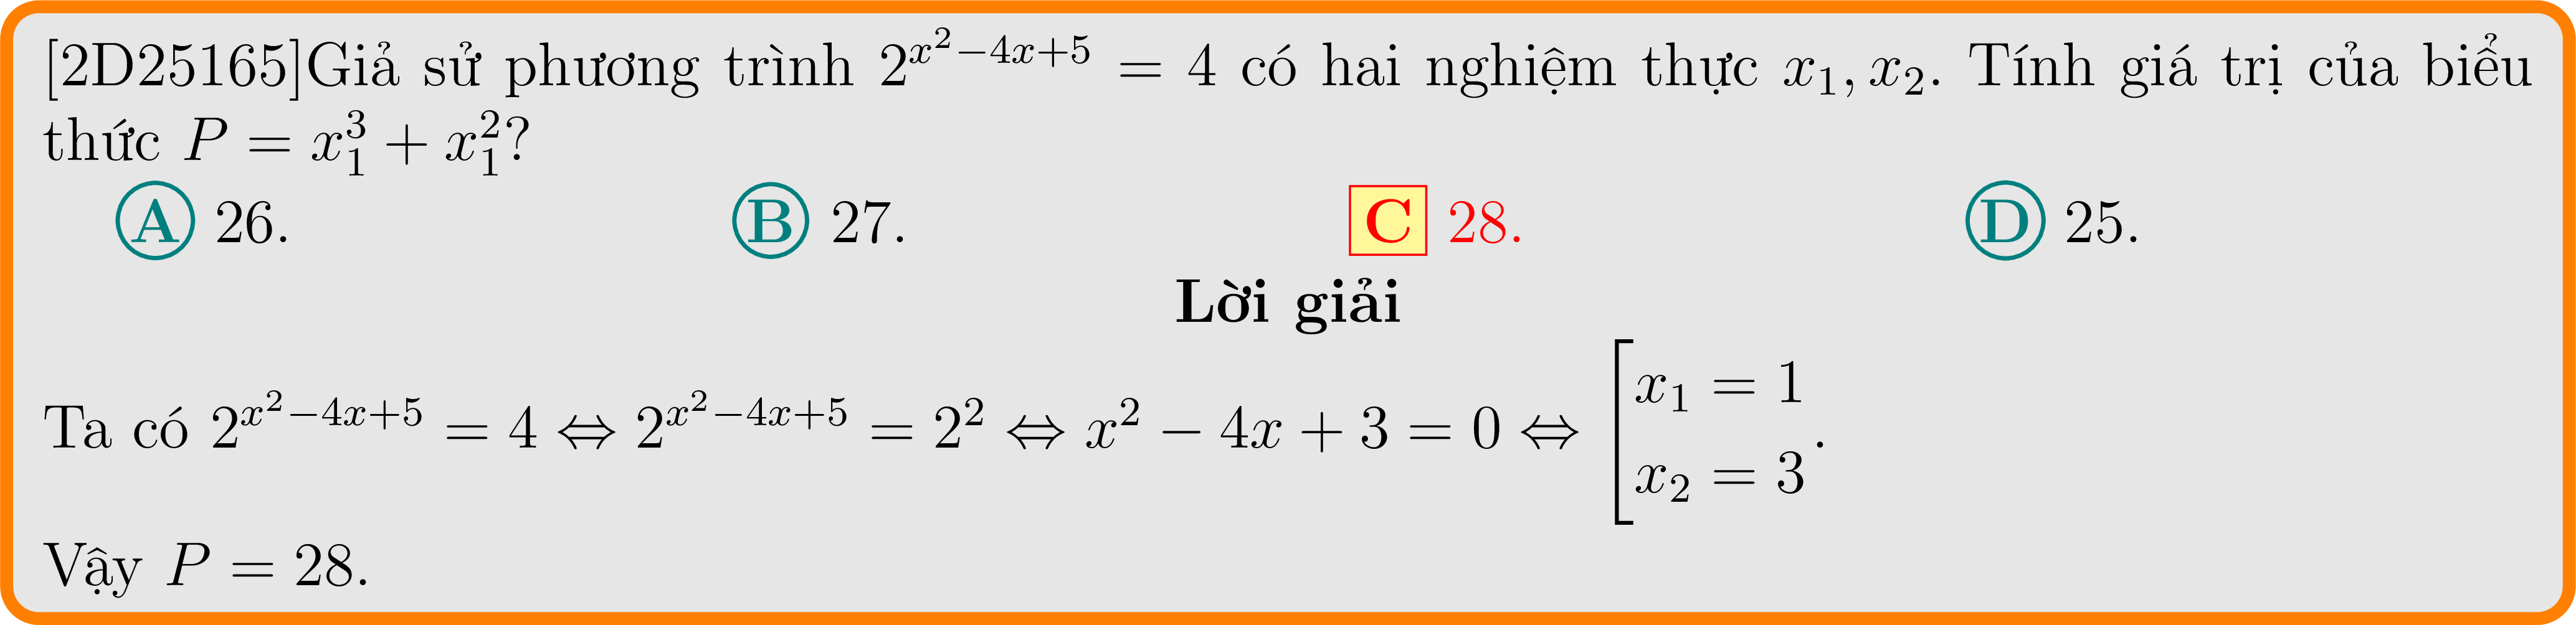 [2D25165]Giả sử phương trình $2^{x^2-4x+5} = 4$ có hai nghiệm thực $x_1, x_2$. Tính giá trị của biểu
thức $P = x_1^3 + x_1^2$?
A 26. B 27. C 28. D 25.
Lời giải
Ta có $2^{x^2-4x+5} = 4 \Leftrightarrow 2^{x^2-4x+5} = 2^2 \Leftrightarrow x^2 - 4x + 3 = 0 \Leftrightarrow \left[\begin{array}{l} x_1 = 1 \\ x_2 = 3 \end{array}\right.$.
Vậy $P = 28$.